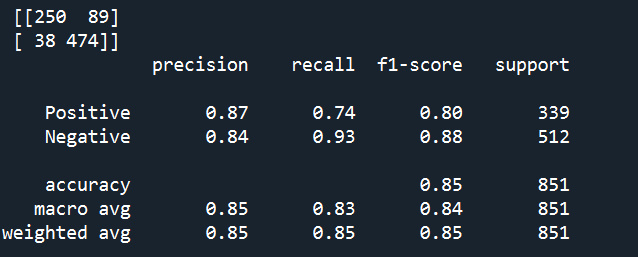 [[250  89]
[ 38 474]]
precision recall f1-score support
Positive 0.87 0.74 0.80 339
Negative 0.84 0.93 0.88 512
accuracy 0.85 851
macro avg 0.85 0.83 0.84 851
weighted avg 0.85 0.85 0.85 851